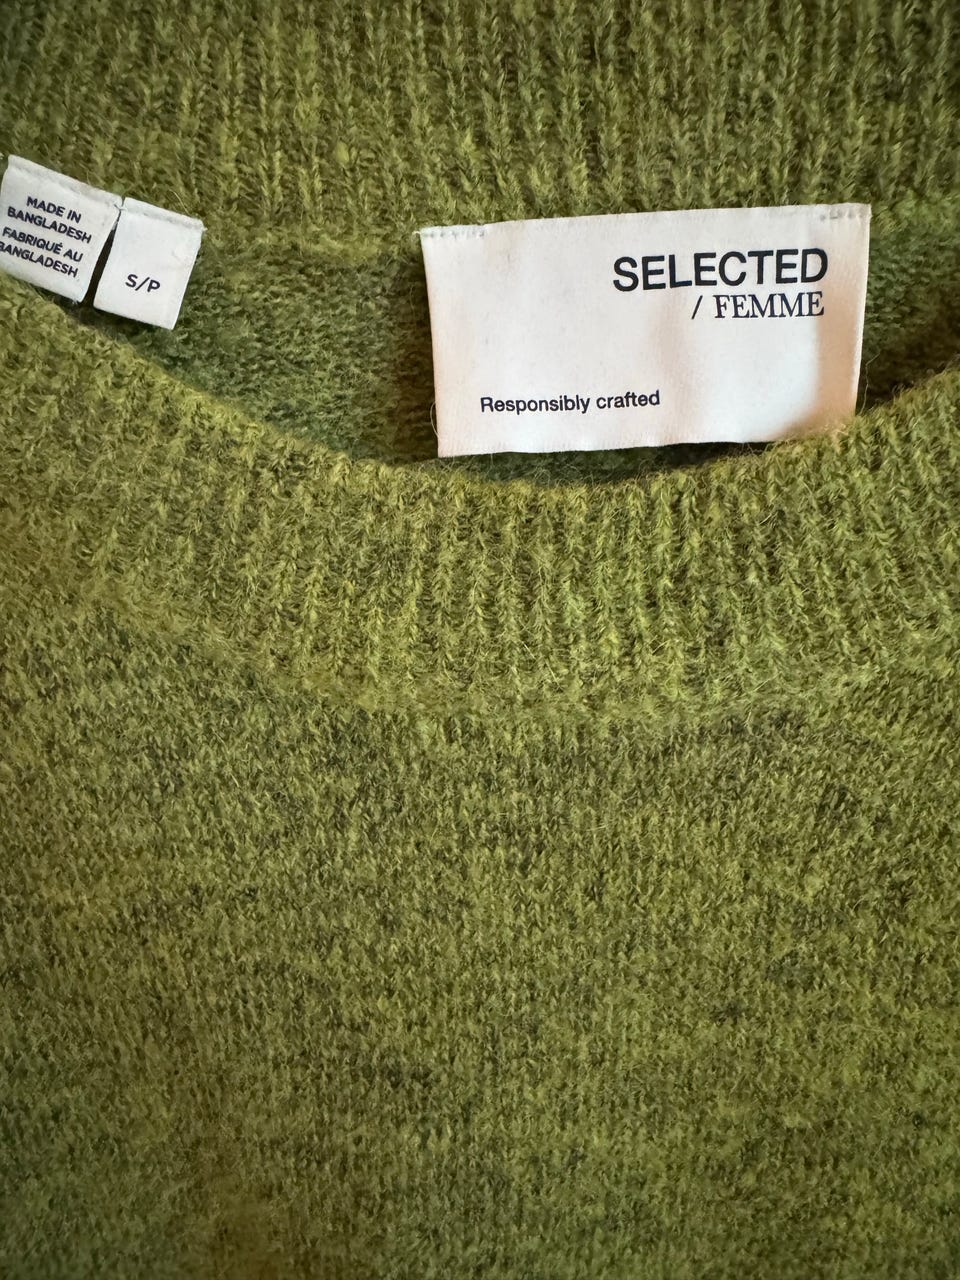 MADE IN
BANGLADESH
FABRIQUÉ AU
BANGLADESH
S/P
SELECTED
/ FEMME
Responsibly crafted